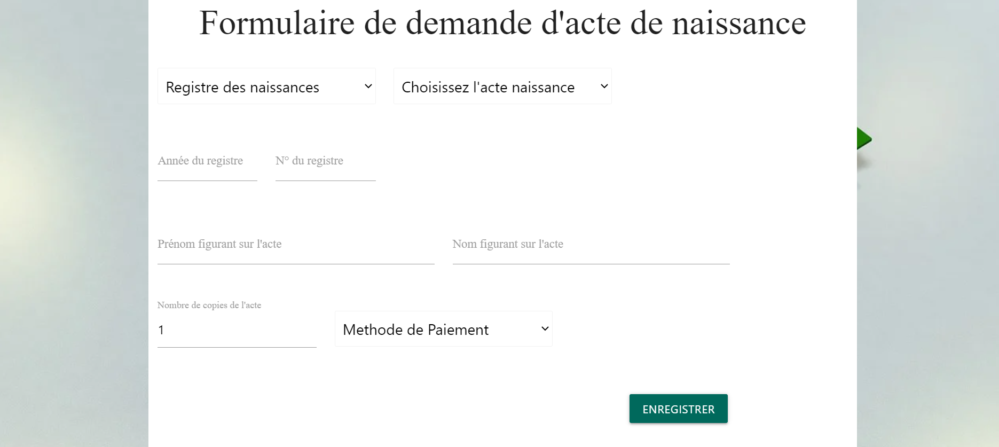 Formulaire de demande d'acte de naissance
Registre des naissances
Choisissez l'acte naissance
Année du registre
N° du registre
Prénom figurant sur l'acte
Nom figurant sur l'acte
Nombre de copies de l'acte
1
Methode de Paiement
ENREGISTRER